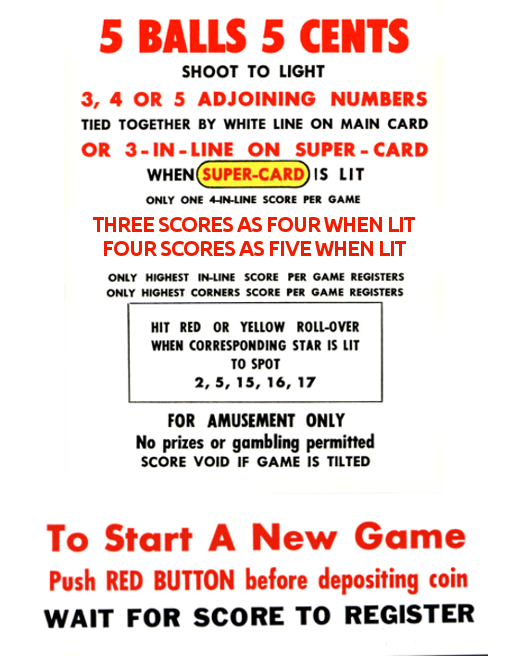 5 BALLS 5 CENTS
SHOOT TO LIGHT
3, 4 OR 5 ADJOINING NUMBERS
TIED TOGETHER BY WHITE LINE ON MAIN CARD
OR 3-IN-LINE ON SUPER-CARD
WHEN SUPER-CARD IS LIT
ONLY ONE 4-IN-LINE SCORE PER GAME
THREE SCORES AS FOUR WHEN LIT
FOUR SCORES AS FIVE WHEN LIT
ONLY HIGHEST IN-LINE SCORE PER GAME REGISTERS
ONLY HIGHEST CORNERS SCORE PER GAME REGISTERS
HIT RED OR YELLOW ROLL-OVER
WHEN CORRESPONDING STAR IS LIT
TO SPOT
2, 5, 15, 16, 17
FOR AMUSEMENT ONLY
No prizes or gambling permitted
SCORE VOID IF GAME IS TILTED
To Start A New Game
Push RED BUTTON before depositing coin
WAIT FOR SCORE TO REGISTER